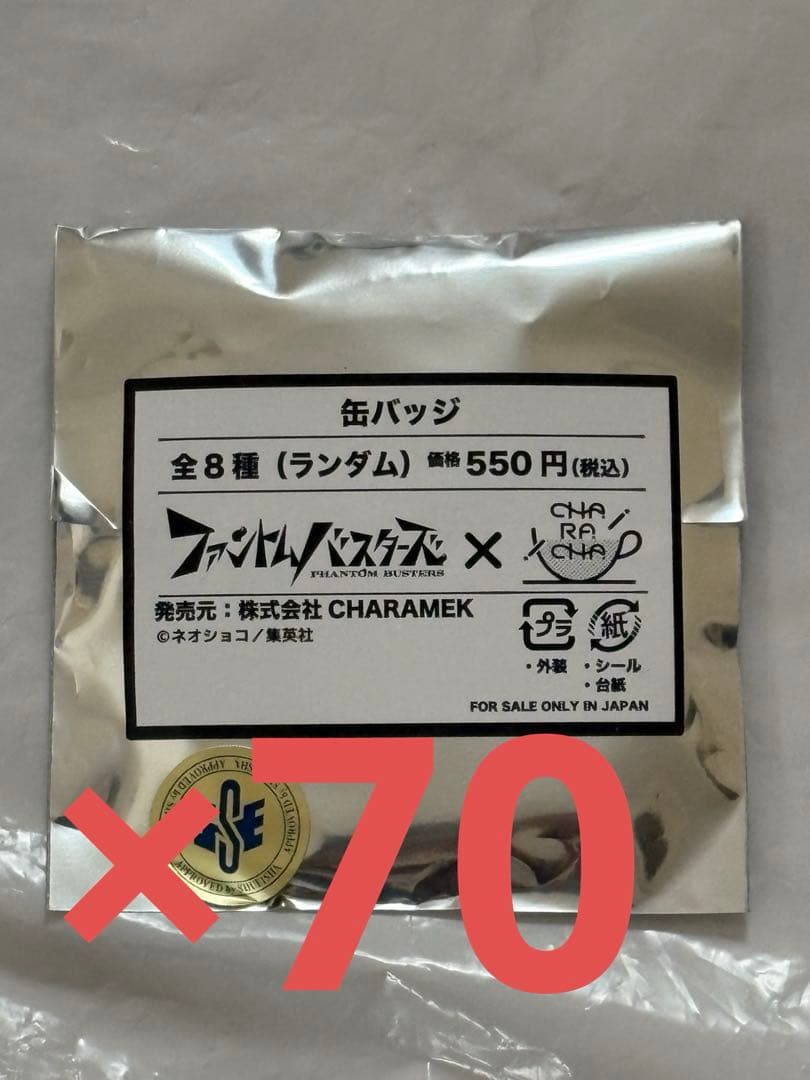 缶バッジ
全8種（ランダム）価格 550円(税込)
ファントムバスターズ
PHANTOM BUSTERS
×
CHA
RA
CHA
発売元：株式会社 CHARAMEK
©ネオショコ／集英社
プラ 紙
・外装 ・シール
・台紙
FOR SALE ONLY IN JAPAN
APPROVED by SHUEISHA
×70